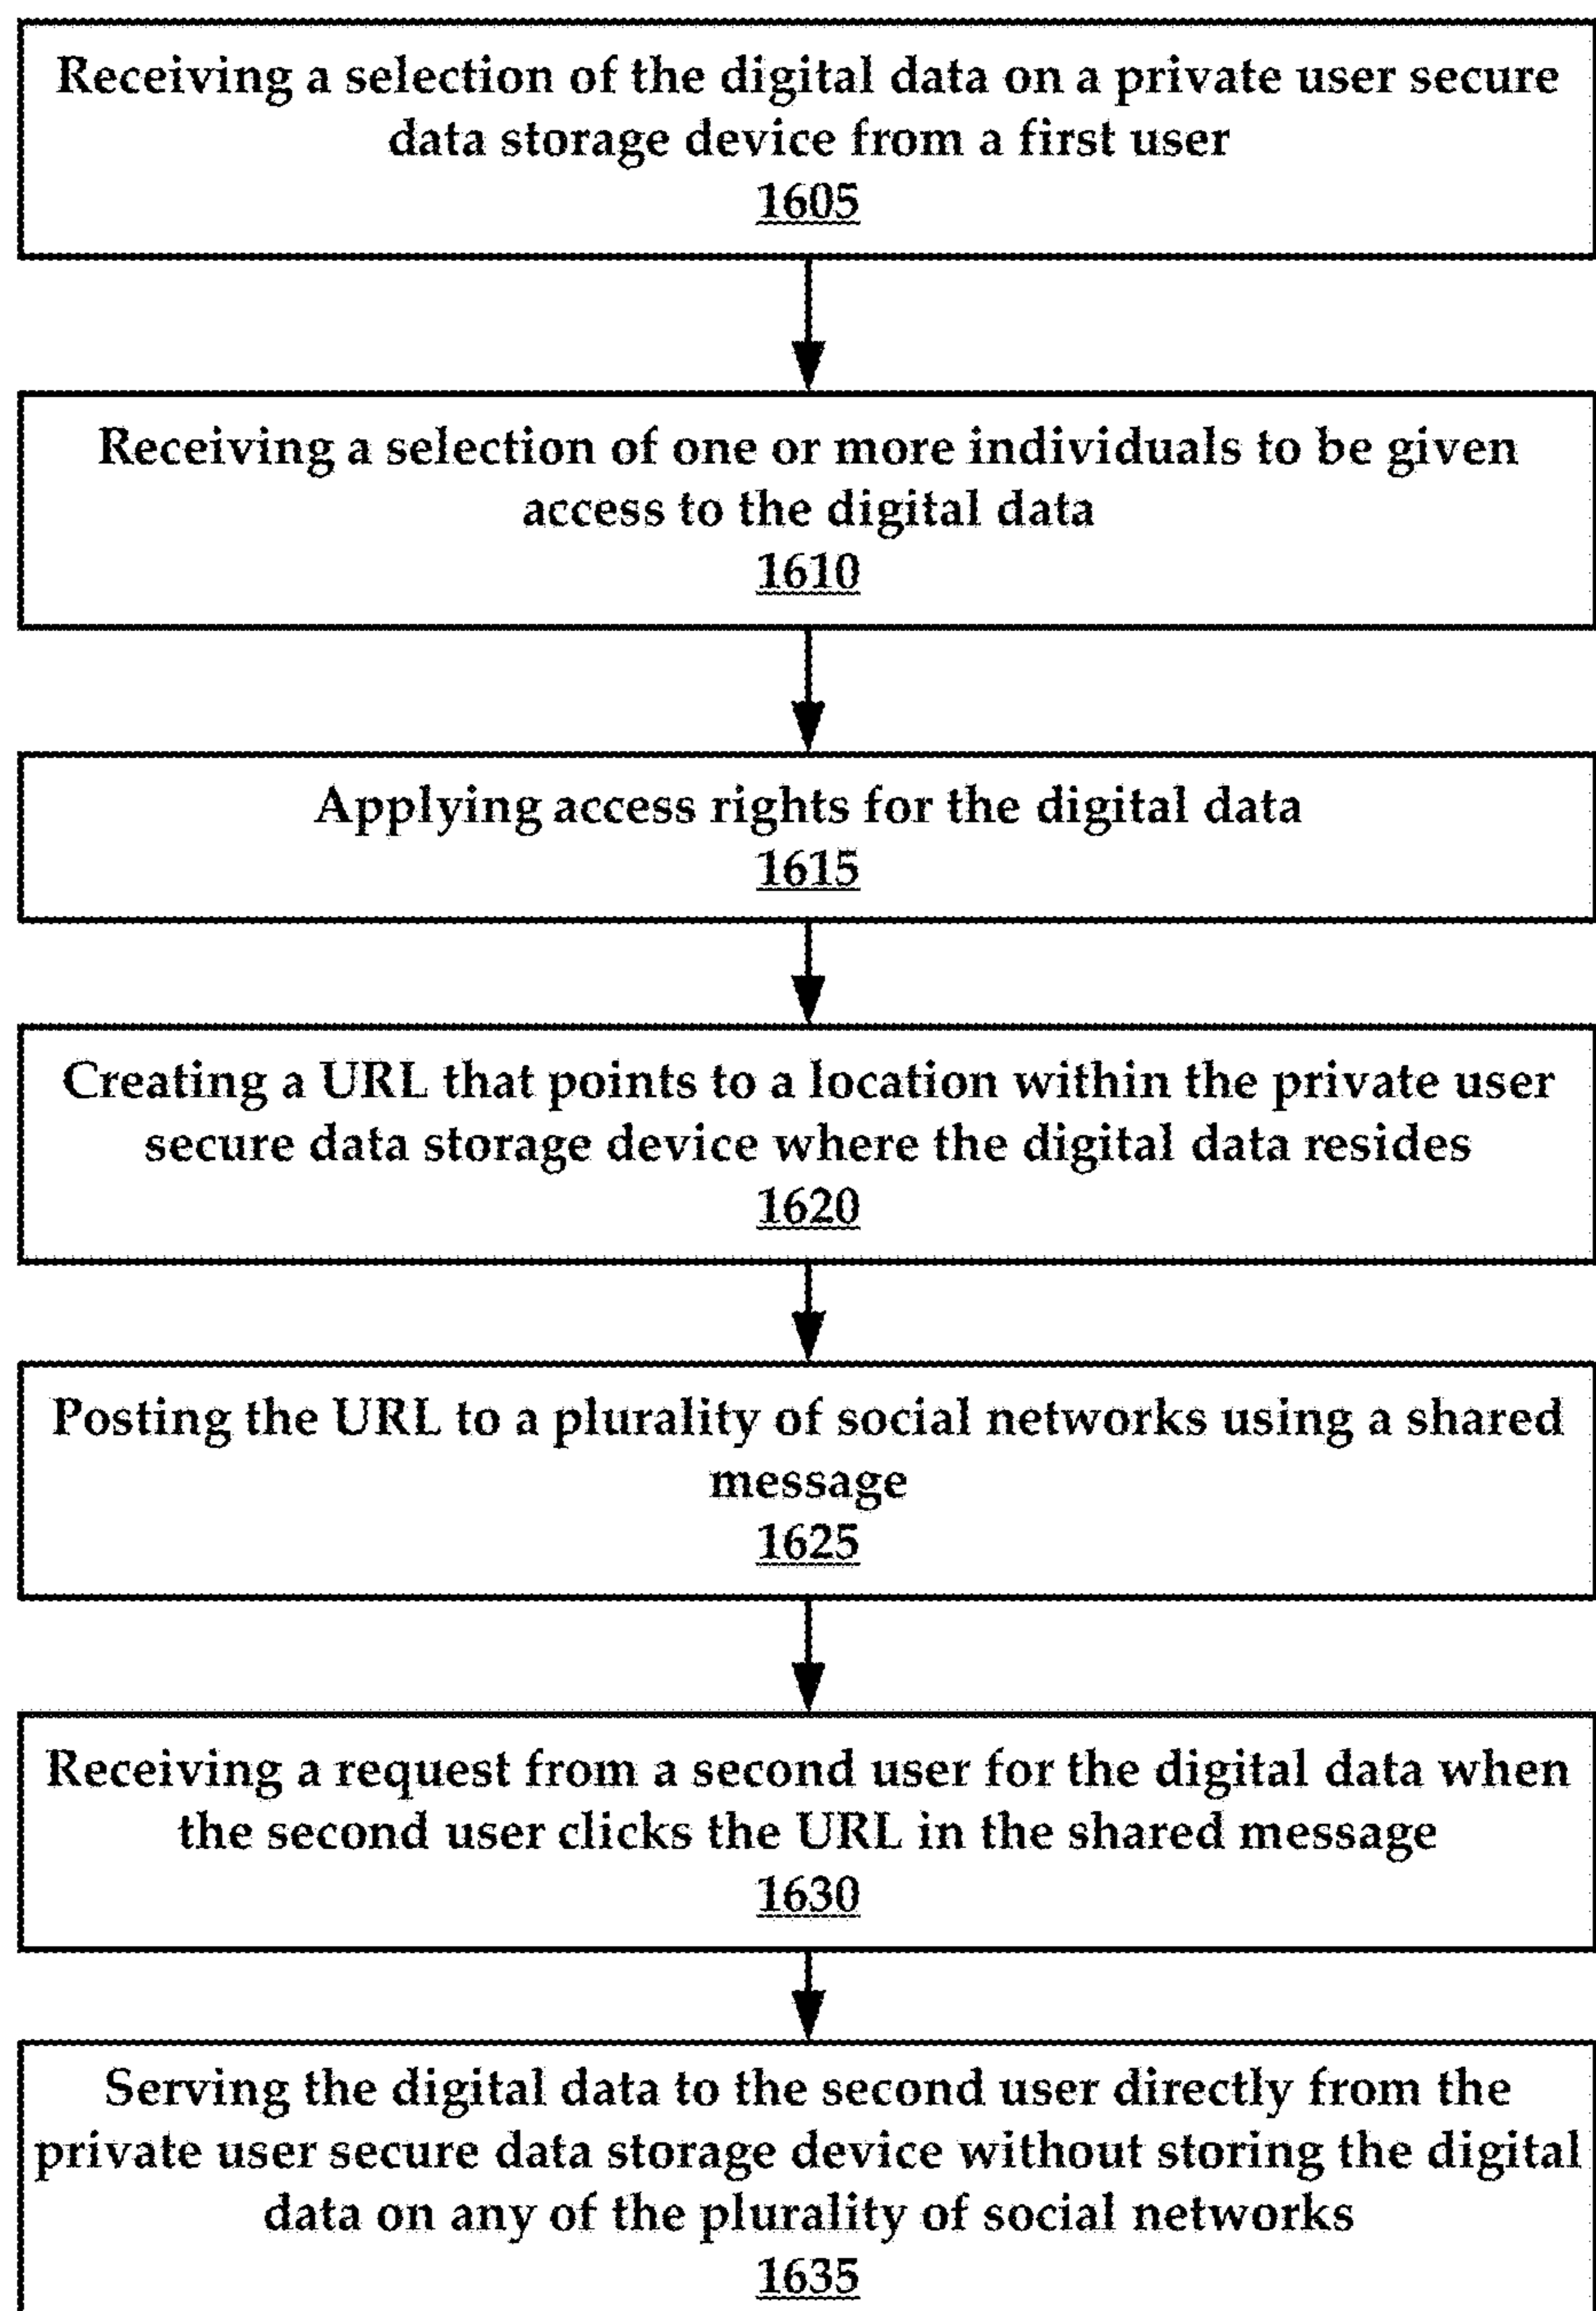 Receiving a selection of the digital data on a private user secure
data storage device from a first user
1605
Receiving a selection of one or more individuals to be given
access to the digital data
1610
Applying access rights for the digital data
1615
Creating a URL that points to a location within the private user
secure data storage device where the digital data resides
1620
Posting the URL to a plurality of social networks using a shared
message
1625
Receiving a request from a second user for the digital data when
the second user clicks the URL in the shared message
1630
Serving the digital data to the second user directly from the
private user secure data storage device without storing the digital
data on any of the plurality of social networks
1635